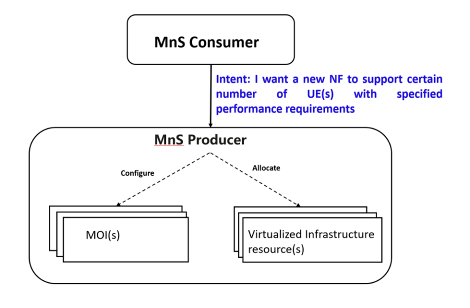 MnS Consumer
Intent: I want a new NF to support certain
number of UE(s) with specified
performance requirements
MnS Producer
Configure
Allocate
MOI(s)
Virtualized Infrastructure
resource(s)